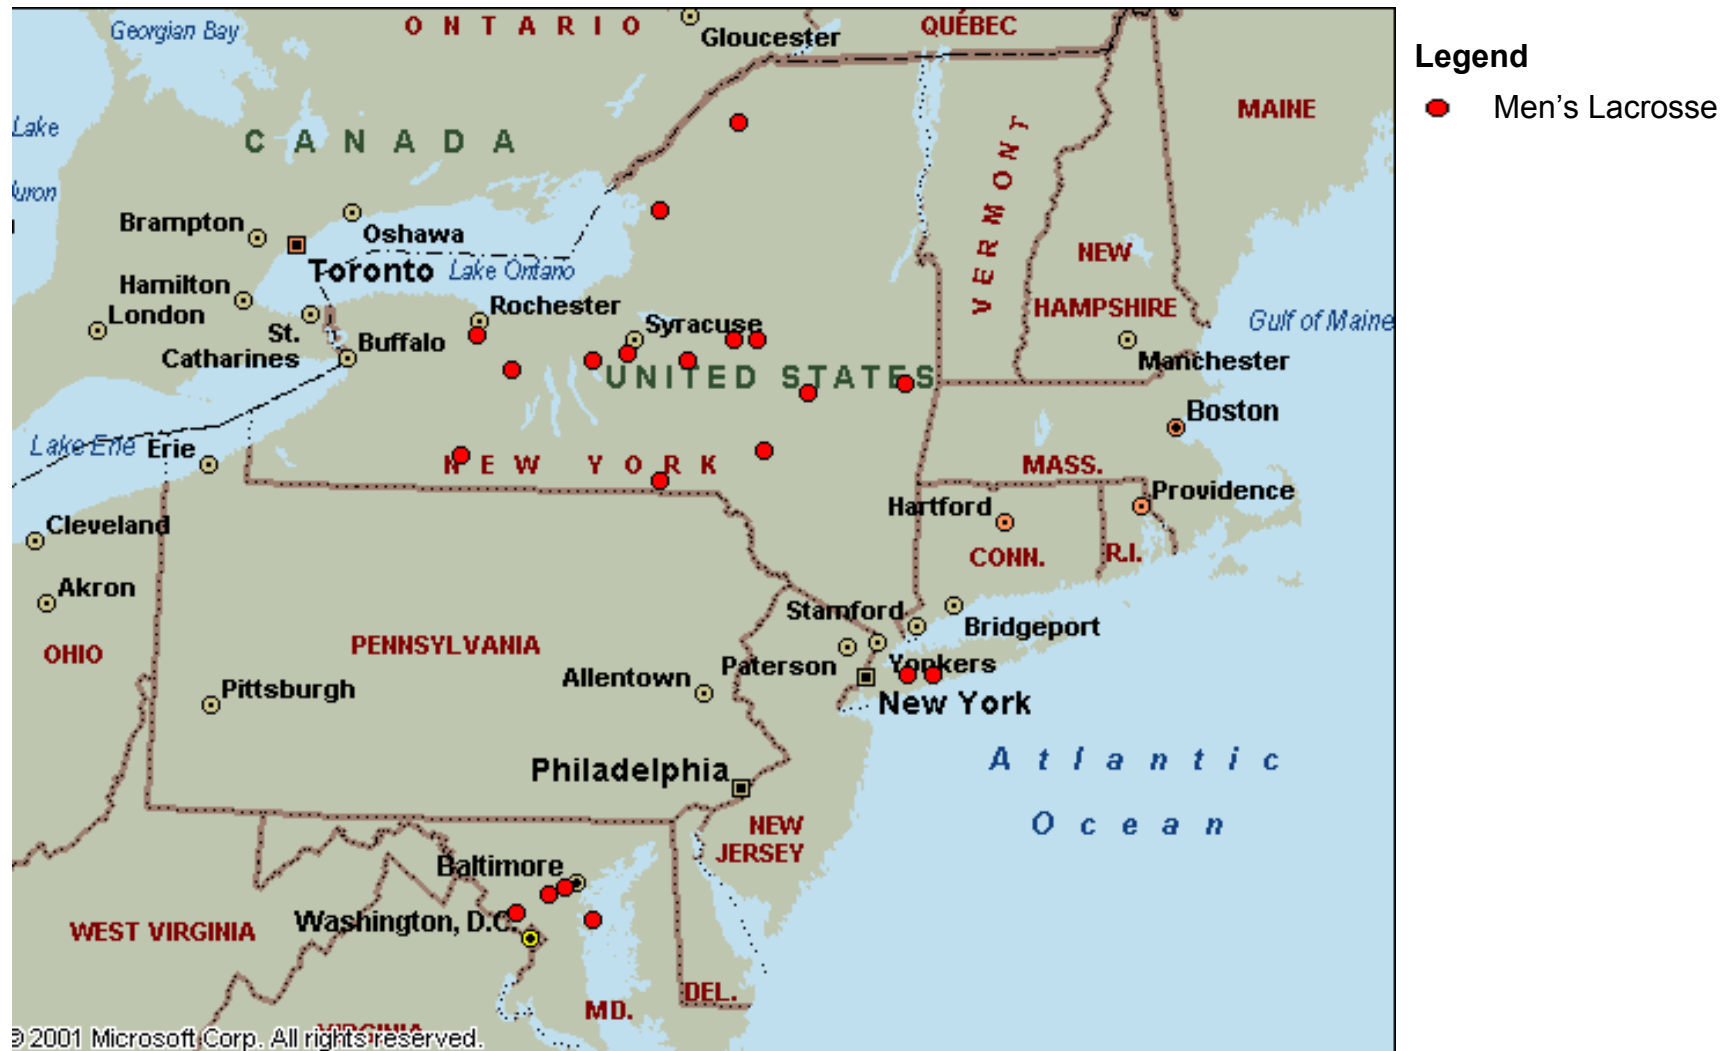 Georgian Bay
ONTARIO
Gloucester
QUÉBEC
Legend
Men's Lacrosse
MAINE
Lake
CANADA
VERMONT
Brampton
Oshawa
NEW
HAMPSHIRE
Toronto
Lake Ontario
Hamilton
London
St.
Catharines
Buffalo
Rochester
Syracuse
Gulf of Maine
Manchester
UNITED STATES
Boston
Lake Erie
Erie
NEW YORK
MASS.
Providence
Hartford
Cleveland
CONN.
R.I.
Akron
Stamford
Bridgeport
OHIO
PENNSYLVANIA
Paterson
Yonkers
Allentown
Pittsburgh
New York
Atlantic
Ocean
Philadelphia
NEW
JERSEY
Baltimore
Washington, D.C.
WEST VIRGINIA
DEL.
MD.
VIRGINIA
© 2001 Microsoft Corp. All rights reserved.